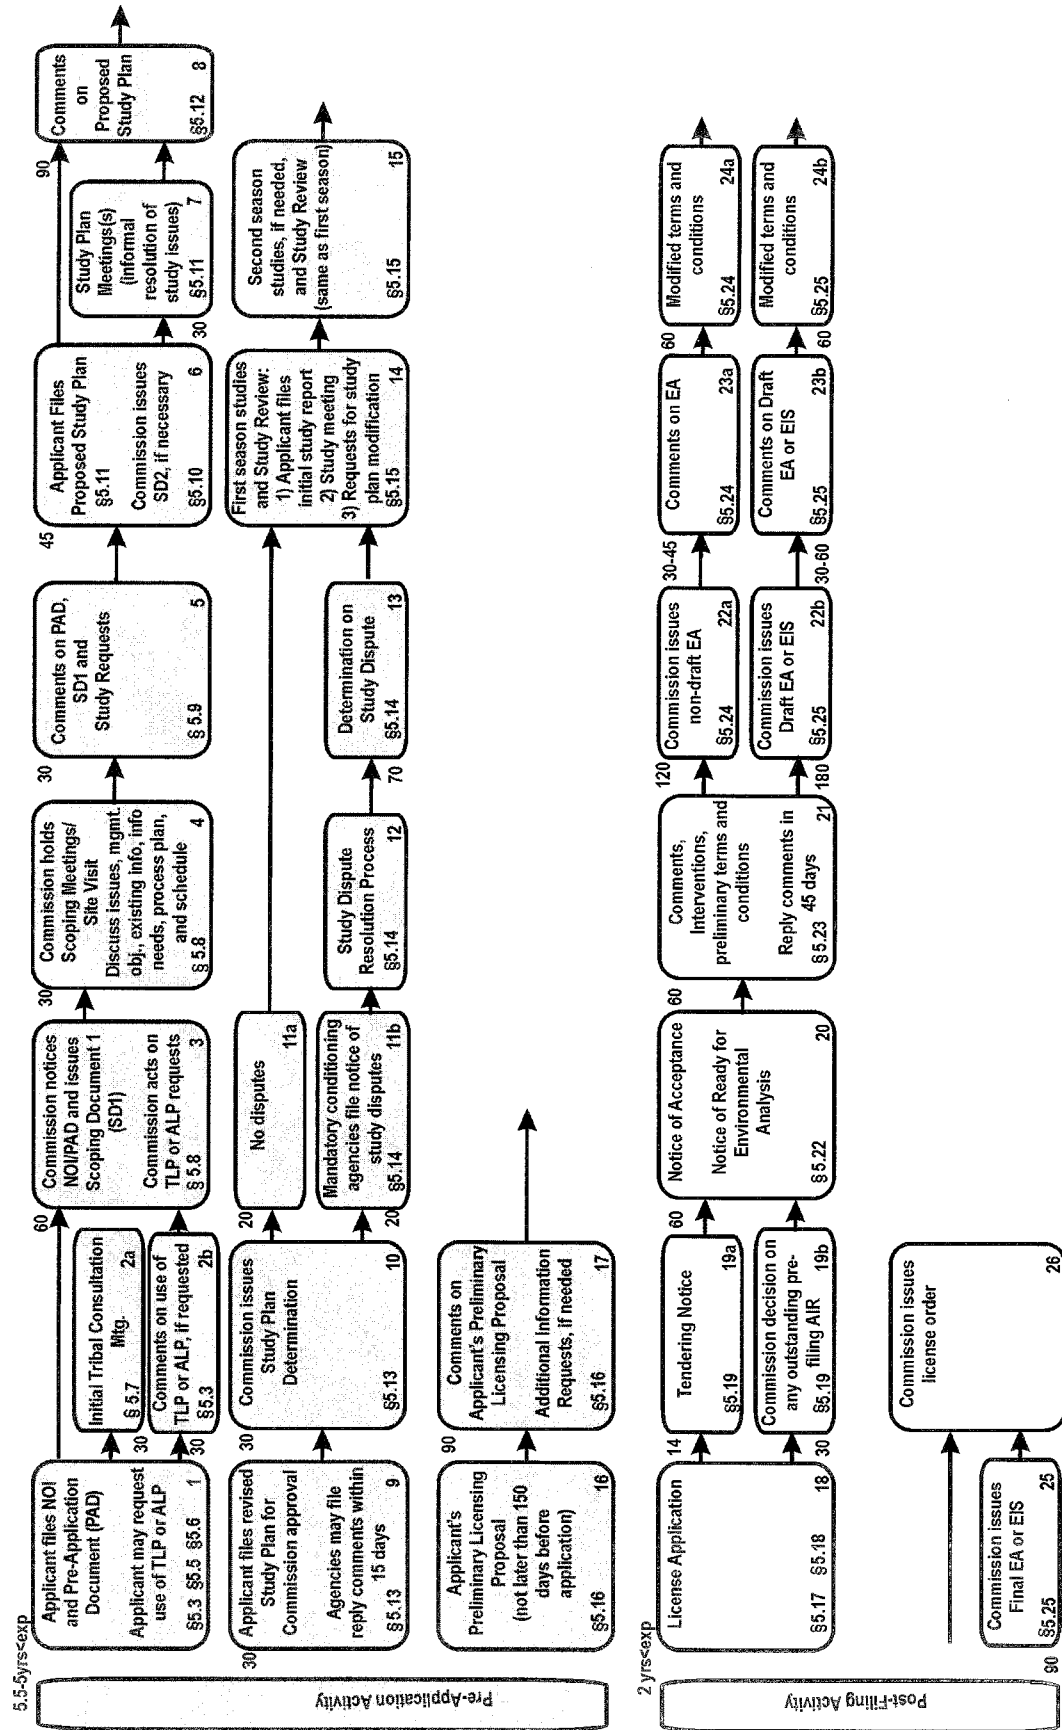 Pre-Application Activity
5.5-5yrs<exp
Applicant files NOI
and Pre-Application
Document (PAD)
Applicant may request
use of TLP or ALP
§5.3 §5.5 §5.6 1
30
Initial Tribal Consultation
Mtg.
§ 5.7 2a
30
Comments on use of
TLP or ALP, if requested
§5.3 2b
60
Commission notices
NOI/PAD and issues
Scoping Document 1
(SD1)
Commission acts on
TLP or ALP requests
§ 5.8 3
30
Commission holds
Scoping Meetings/
Site Visit
Discuss issues, mgmt.
obj., existing info, info
needs, process plan,
and schedule
§ 5.8 4
30
Comments on PAD,
SD1 and
Study Requests
§ 5.9 5
45
Applicant Files
Proposed Study Plan
§5.11
Commission issues
SD2, if necessary
§5.10 6
30
Study Plan
Meetings(s)
(informal
resolution of
study issues)
§5.11 7
90
Comments
on
Proposed
Study Plan
§5.12 8
30
Applicant files revised
Study Plan for
Commission approval
Agencies may file
reply comments within
15 days
§5.13 9
30
Commission issues
Study Plan
Determination
§5.13 10
20
No disputes
11a
20
Mandatory conditioning
agencies file notice of
study disputes
§5.14 11b
Study Dispute
Resolution Process
§5.14 12
70
Determination on
Study Dispute
§5.14 13
First season studies
and Study Review:
1) Applicant files
initial study report
2) Study meeting
3) Requests for study
plan modification
§5.15 14
Second season
studies, if needed,
and Study Review
(same as first season)
§5.15 15
Applicant's
Preliminary Licensing
Proposal
(not later than 150
days before
application)
§5.16 16
90
Comments on
Applicant's Preliminary
Licensing Proposal
Additional Information
Requests, if needed
§5.16 17
Post-Filing Activity
2 yrs<exp
License Application
§5.17 §5.18 18
14
Tendering Notice
§5.19 19a
30
Commission decision on
any outstanding pre-
filing AIR
§5.19 19b
60
Notice of Acceptance
Notice of Ready for
Environmental
Analysis
§5.22 20
60
Comments,
Interventions,
preliminary terms and
conditions
Reply comments in
45 days
§ 5.23 21
120
Commission issues
non-draft EA
§5.24 22a
180
Commission issues
Draft EA or EIS
§5.25 22b
30-45
Comments on EA
§5.24 23a
30-60
Comments on Draft
EA or EIS
§5.25 23b
60
Modified terms and
conditions
§5.24 24a
60
Modified terms and
conditions
§5.25 24b
90
Commission issues
Final EA or EIS
§5.25 25
Commission issues
license order
26